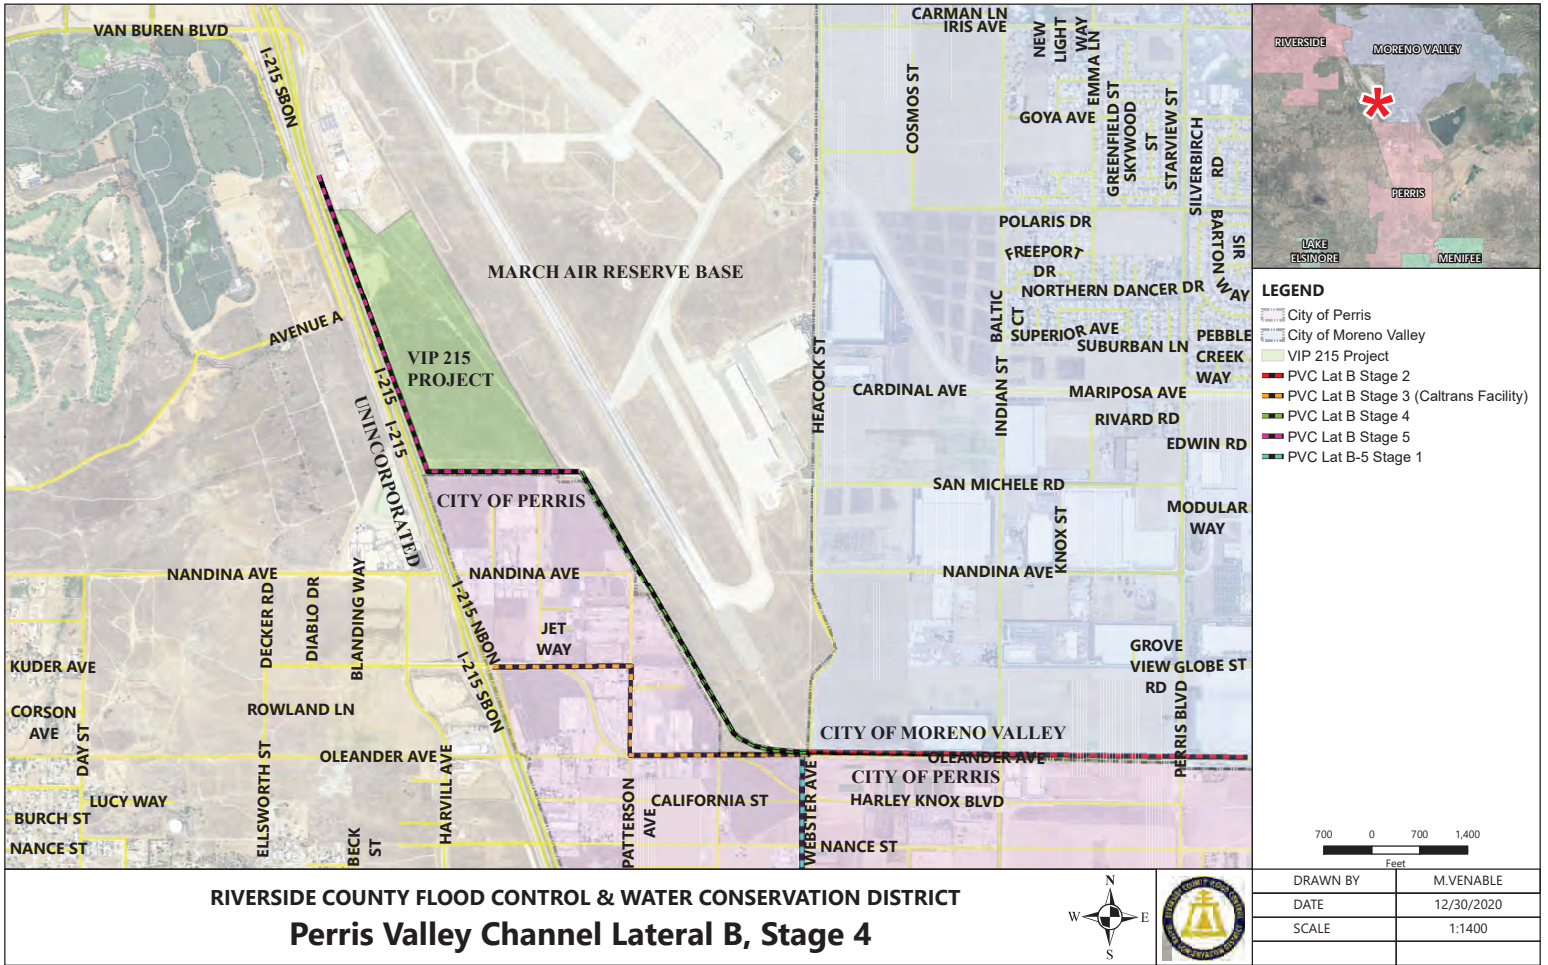 VAN BUREN BLVD
I-215 SBON
CARMAN LN
IRIS AVE
NEW
LIGHT
WAY
EMMA LN
COSMOS ST
GOYA AVE
GREENFIELD ST
SKYWOOD
ST
STARVIEW ST
SILVERBIRCH
RD
POLARIS DR
FREEPORT
DR
BARTON WAY
SIR
NORTHERN DANCER DR
MARCH AIR RESERVE BASE
AVENUE A
VIP 215
PROJECT
HEACOCK ST
BALTIC
CT
SUPERIOR AVE
SUBURBAN LN
PEBBLE
CREEK
WAY
I-215
I-215
UNINCORPORATED
CARDINAL AVE
INDIAN ST
MARIPOSA AVE
RIVARD RD
EDWIN RD
SAN MICHELE RD
CITY OF PERRIS
KNOX ST
MODULAR
WAY
NANDINA AVE
NANDINA AVE
NANDINA AVE
DECKER RD
DIABLO DR
BLANDING WAY
I-215 NBON
I-215 SBON
JET
WAY
KUDER AVE
GROVE
VIEW
RD
GLOBE ST
CORSON
AVE
ROWLAND LN
DAY ST
ELLSWORTH ST
OLEANDER AVE
HARVILL AVE
CITY OF MORENO VALLEY
OLEANDER AVE
CITY OF PERRIS
PERRIS BLVD
LUCY WAY
BURCH ST
NANCE ST
BECK
ST
PATTERSON
AVE
CALIFORNIA ST
WEBSTER AVE
HARLEY KNOX BLVD
NANCE ST
RIVERSIDE
MORENO VALLEY
*
PERRIS
LAKE
ELSINORE
MENIFEE
LEGEND
City of Perris
City of Moreno Valley
VIP 215 Project
PVC Lat B Stage 2
PVC Lat B Stage 3 (Caltrans Facility)
PVC Lat B Stage 4
PVC Lat B Stage 5
PVC Lat B-5 Stage 1
700 0 700 1,400
Feet
RIVERSIDE COUNTY FLOOD CONTROL & WATER CONSERVATION DISTRICT
Perris Valley Channel Lateral B, Stage 4
N
W E
S
RIVERSIDE COUNTY FLOOD CONTROL
WATER CONSERVATION DISTRICT
DRAWN BY M.VENABLE
DATE 12/30/2020
SCALE 1:1400